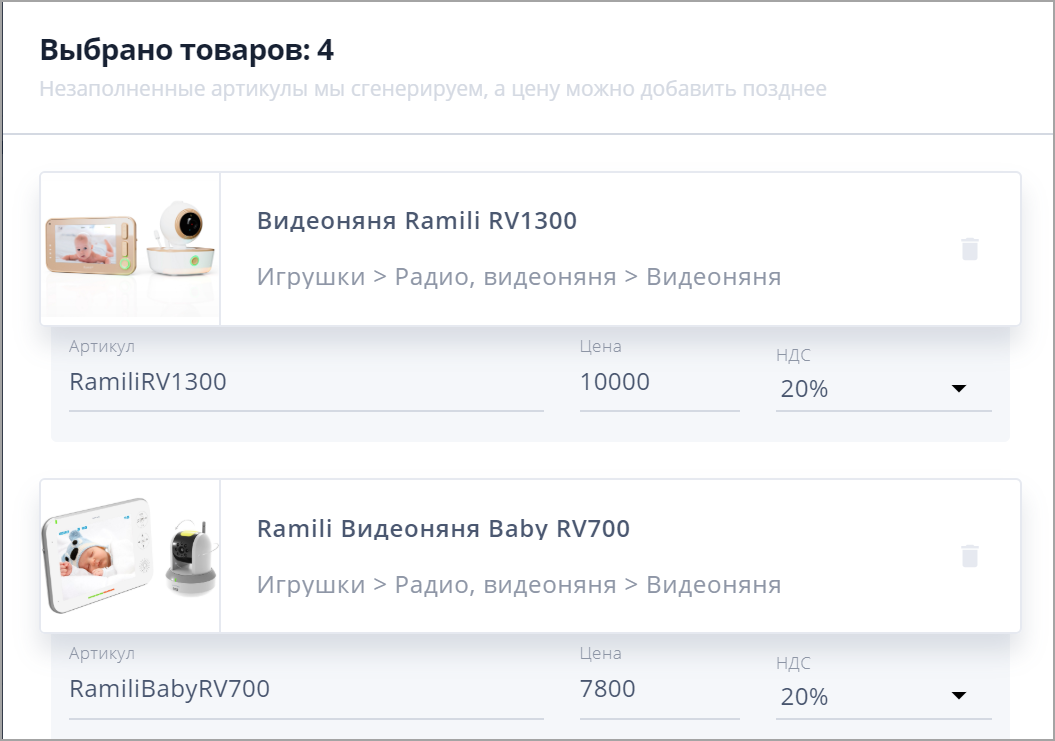 Выбрано товаров: 4
Незаполненные артикулы мы сгенерируем, а цену можно добавить позднее
Видеоняня Ramili RV1300
Игрушки > Радио, видеоняня > Видеоняня
Артикул Цена НДС
RamiliRV1300 10000 20%
Ramili Видеоняня Baby RV700
Игрушки > Радио, видеоняня > Видеоняня
Артикул Цена НДС
RamiliBabyRV700 7800 20%